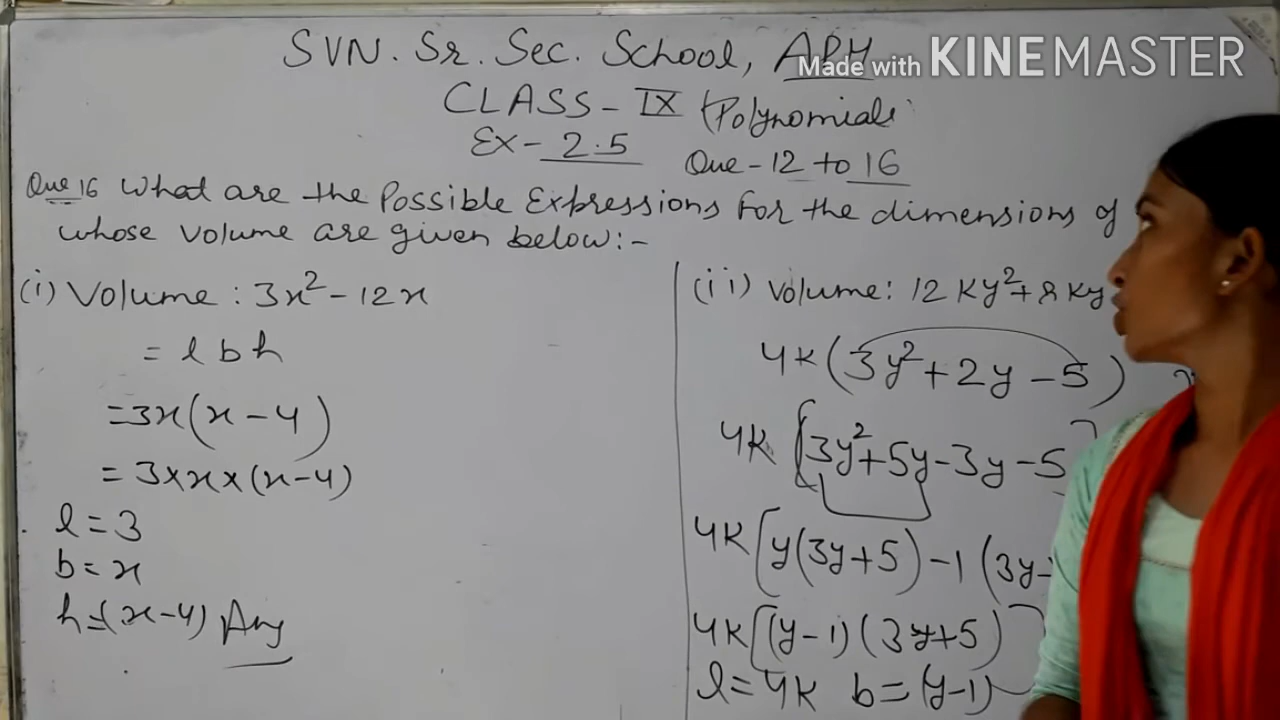 SVN. Sr. Sec. School, APH
Made with KINEMASTER
CLASS - IX (Polynomials
Ex - 2.5 Que - 12 to 16
Que 16 What are the Possible Expressions for the dimensions of
whose volume are given below:-
(i) Volume : 3x² - 12x
= l b h
= 3x(x - 4)
= 3 × x × (x - 4)
l = 3
b = x
h = (x - 4) Ans
(ii) Volume: 12 Ky² + 8 Ky
4K(3y² + 2y - 5)
4K [3y² + 5y - 3y - 5]
4K [y(3y + 5) - 1 (3y
4K[(y - 1) (3y + 5)]
l = 4K b = (y - 1)